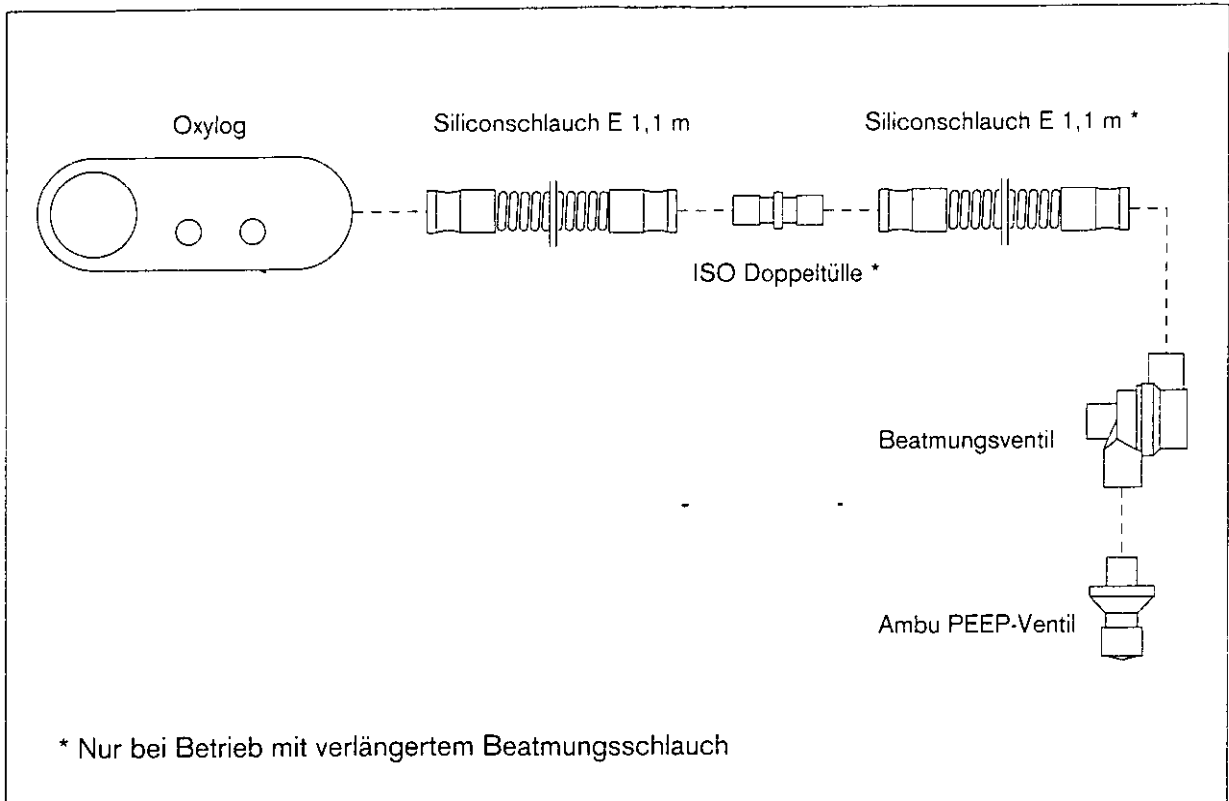 Oxylog
Siliconschlauch E 1,1 m
Siliconschlauch E 1,1 m *
ISO Doppeltülle *
Beatmungsventil
Ambu PEEP-Ventil
* Nur bei Betrieb mit verlängertem Beatmungsschlauch